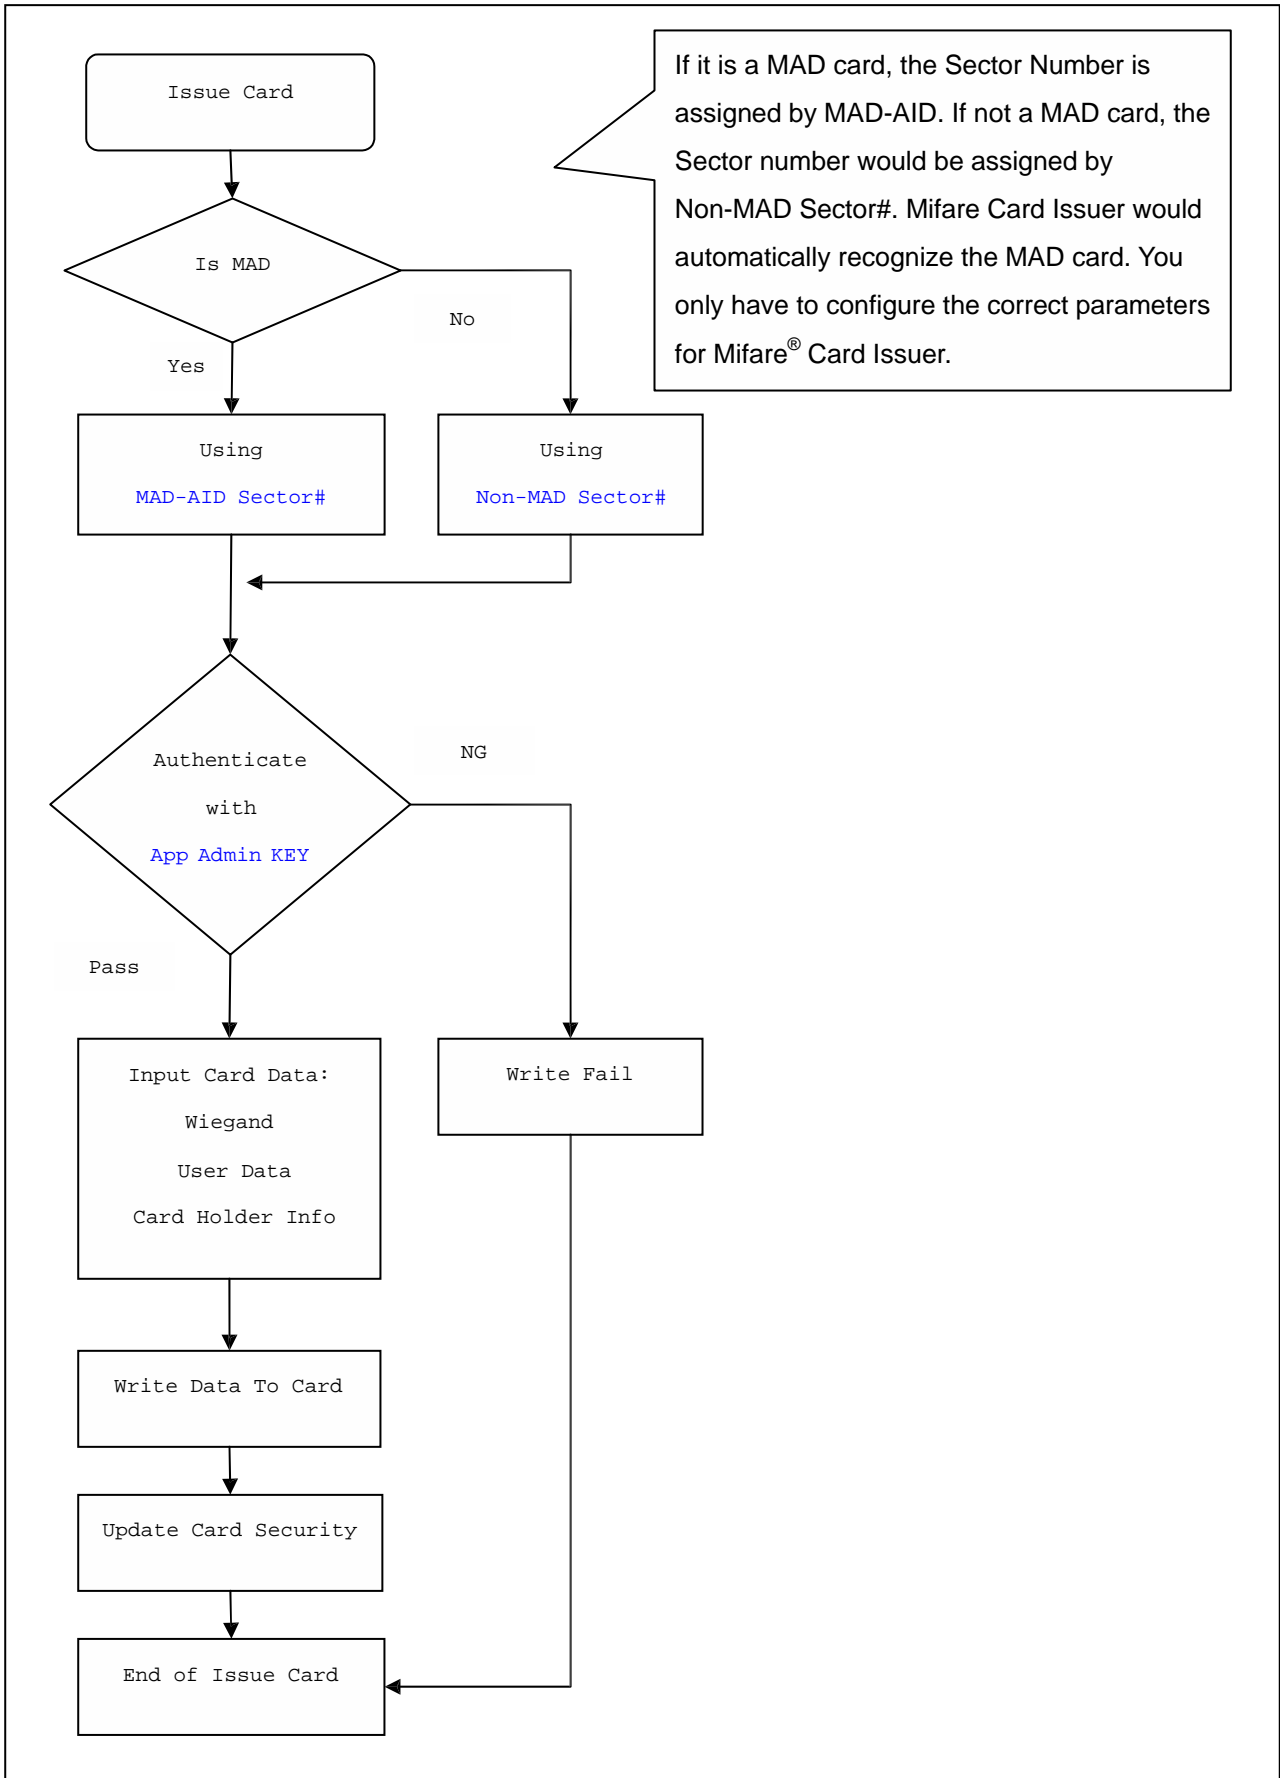 Issue Card
If it is a MAD card, the Sector Number is
assigned by MAD-AID. If not a MAD card, the
Sector number would be assigned by
Non-MAD Sector#. Mifare Card Issuer would
automatically recognize the MAD card. You
only have to configure the correct parameters
for Mifare® Card Issuer.
Is MAD
No
Yes
Using
MAD-AID Sector#
Using
Non-MAD Sector#
Authenticate
with
App Admin KEY
NG
Pass
Input Card Data:
Wiegand
User Data
Card Holder Info
Write Fail
Write Data To Card
Update Card Security
End of Issue Card